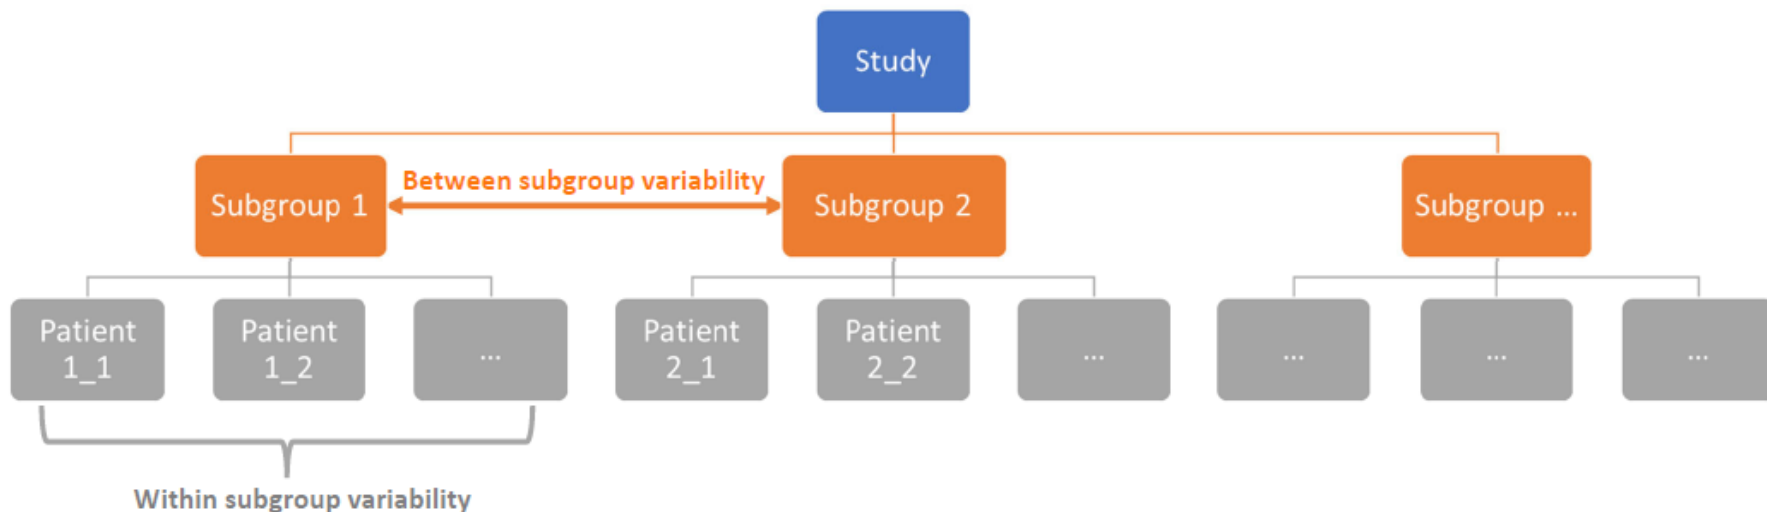 Study
Between subgroup variability
Subgroup 1
Subgroup 2
Subgroup ...
Patient
1_1
Patient
1_2
...
Patient
2_1
Patient
2_2
...
...
...
...
Within subgroup variability